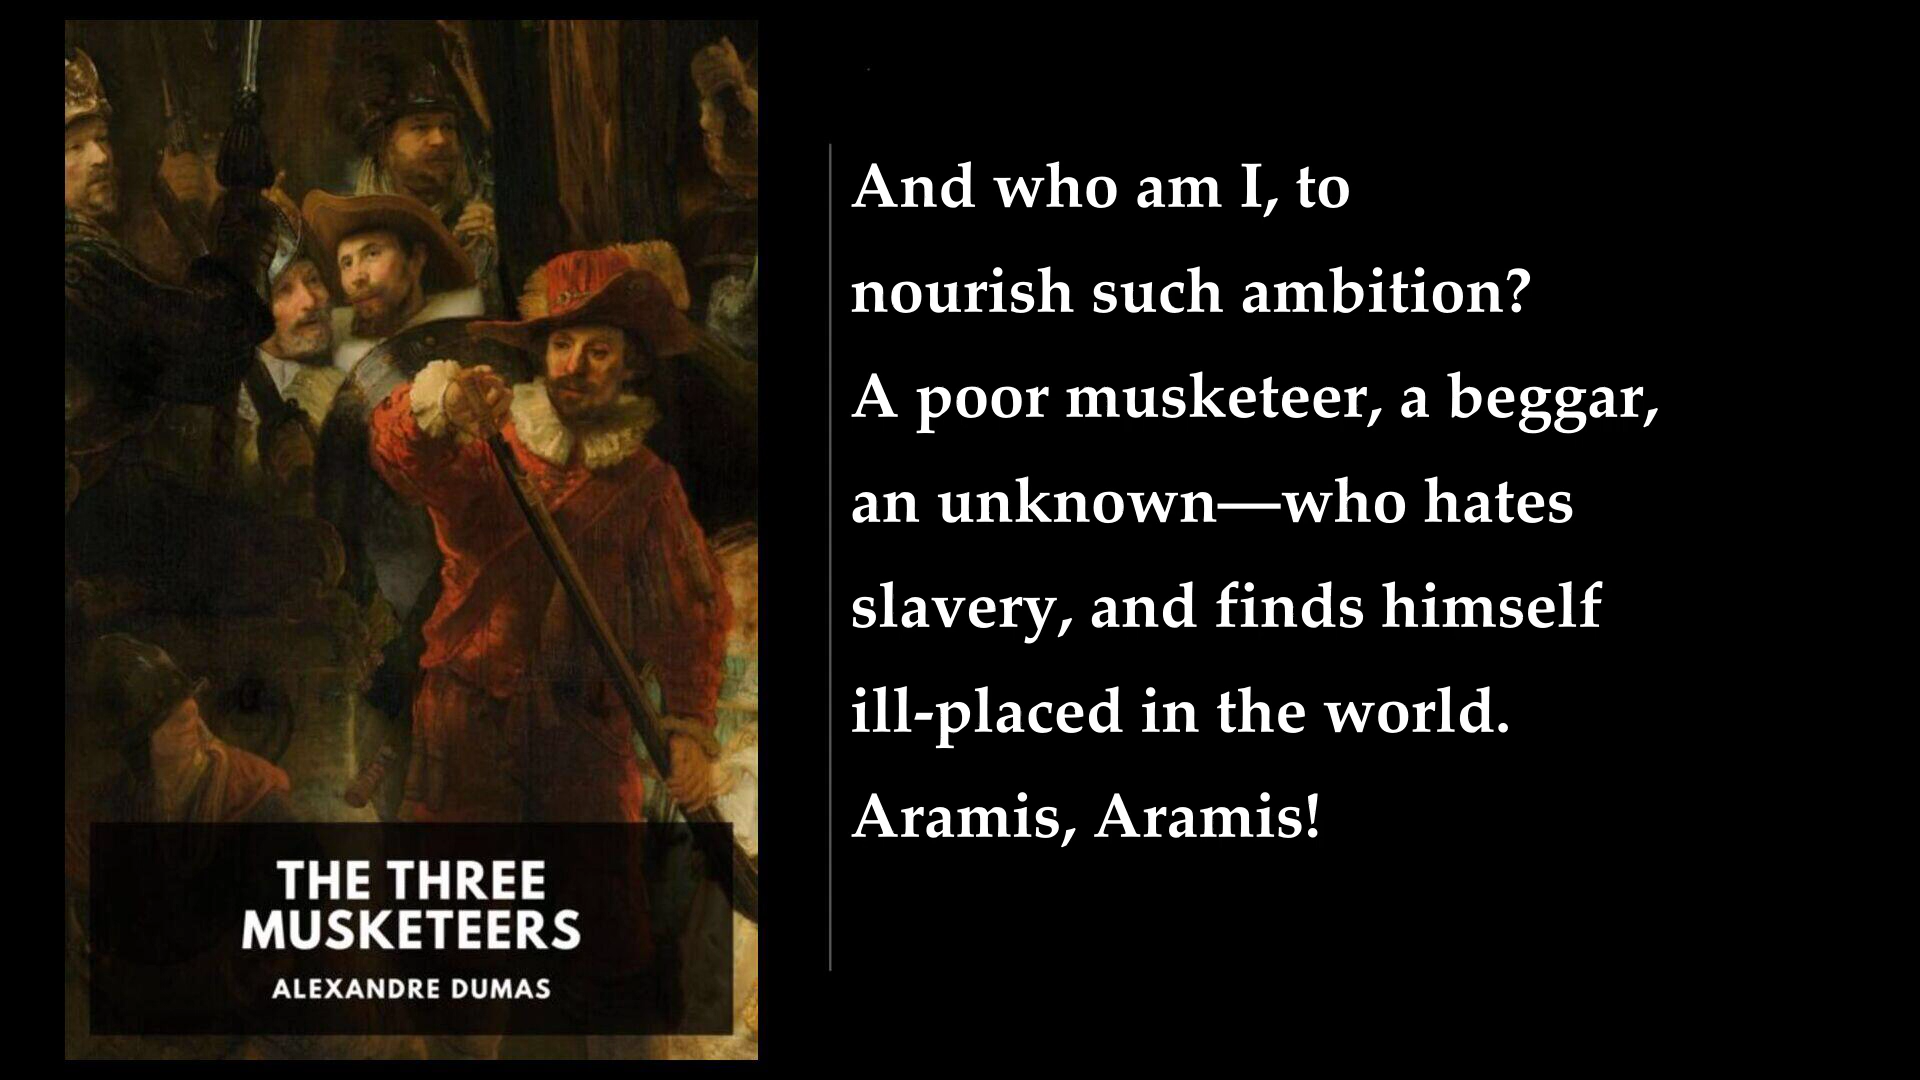 THE THREE
MUSKETEERS
ALEXANDRE DUMAS
And who am I, to
nourish such ambition?
A poor musketeer, a beggar,
an unknown—who hates
slavery, and finds himself
ill-placed in the world.
Aramis, Aramis!